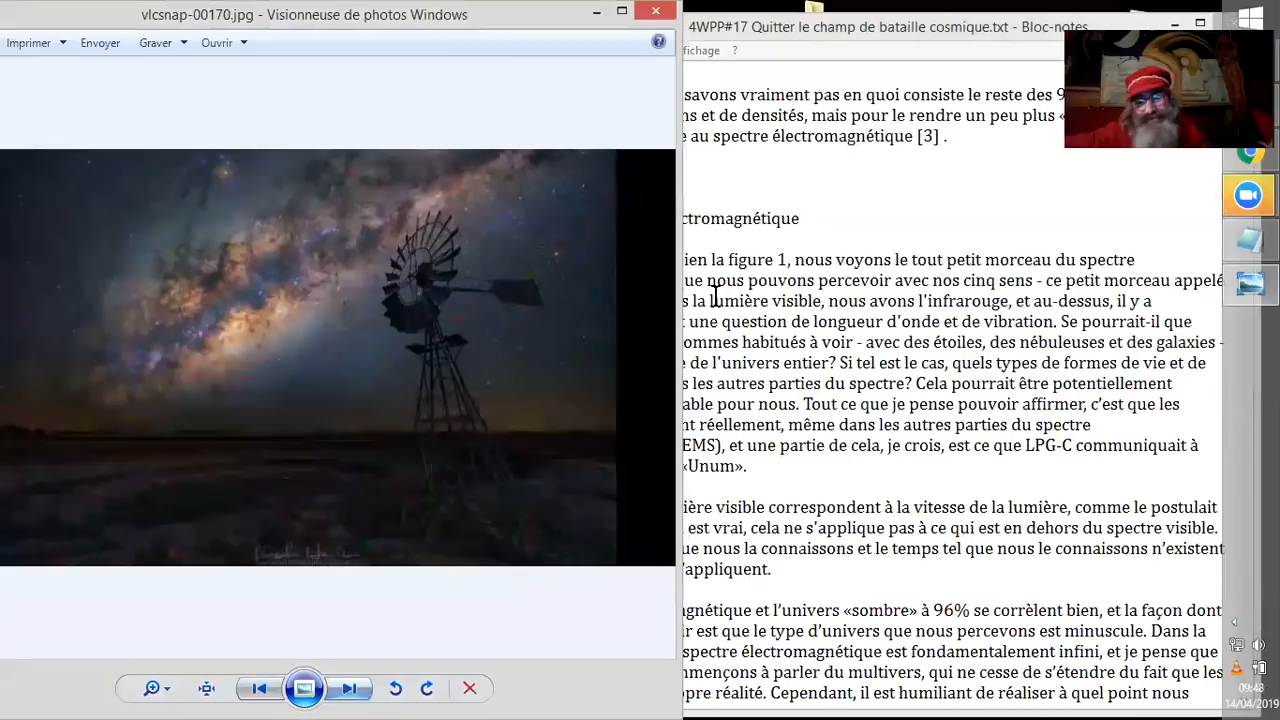 vlcsnap-00170.jpg - Visionneuse de photos Windows
Imprimer
Envoyer
Graver
Ouvrir
4WPP#17 Quitter le champ de bataille cosmique.txt - Bloc-notes
ffichage ?
savons vraiment pas en quoi consiste le reste des 9
ns et de densités, mais pour le rendre un peu plus «
e au spectre électromagnétique [3] .
ctromagnétique
ien la figure 1, nous voyons le tout petit morceau du spectre
ue nous pouvons percevoir avec nos cinq sens - ce petit morceau appelé
s la lumière visible, nous avons l'infrarouge, et au-dessus, il y a
t une question de longueur d'onde et de vibration. Se pourrait-il que
ommes habitués à voir - avec des étoiles, des nébuleuses et des galaxies -
e de l'univers entier? Si tel est le cas, quels types de formes de vie et de
s les autres parties du spectre? Cela pourrait être potentiellement
able pour nous. Tout ce que je pense pouvoir affirmer, c’est que les
nt réellement, même dans les autres parties du spectre
EMS), et une partie de cela, je crois, est ce que LPG-C communiquait à
«Unum».
ière visible correspondent à la vitesse de la lumière, comme le postulait
est vrai, cela ne s'applique pas à ce qui est en dehors du spectre visible.
ue nous la connaissons et le temps tel que nous le connaissons n’existent
’appliquent.
agnétique et l’univers «sombre» à 96% se corrèlent bien, et la façon dont
ir est que le type d’univers que nous percevons est minuscule. Dans la
spectre électromagnétique est fondamentalement infini, et je pense que
mmençons à parler du multivers, qui ne cesse de s’étendre du fait que les
opre réalité. Cependant, il est humiliant de réaliser à quel point nous
09:48
14/04/2019